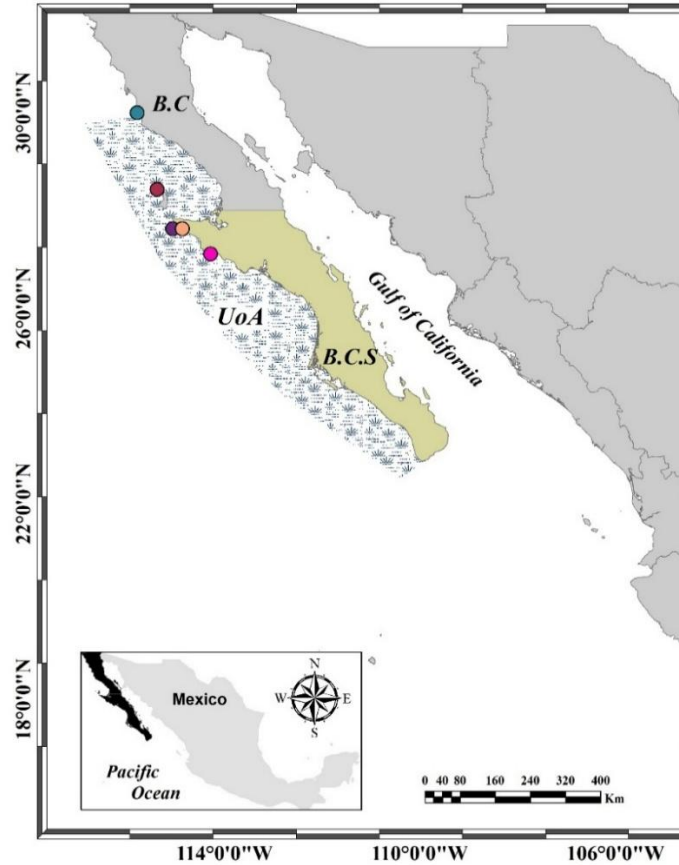 B.C
30°0'0"N
Gulf of California
26°0'0"N
UoA
B.C.S
22°0'0"N
18°0'0"N
N
Mexico
W
E
S
Pacific
Ocean
0 40 80 160 240 320 400
Km
114°0'0"W 110°0'0"W 106°0'0"W